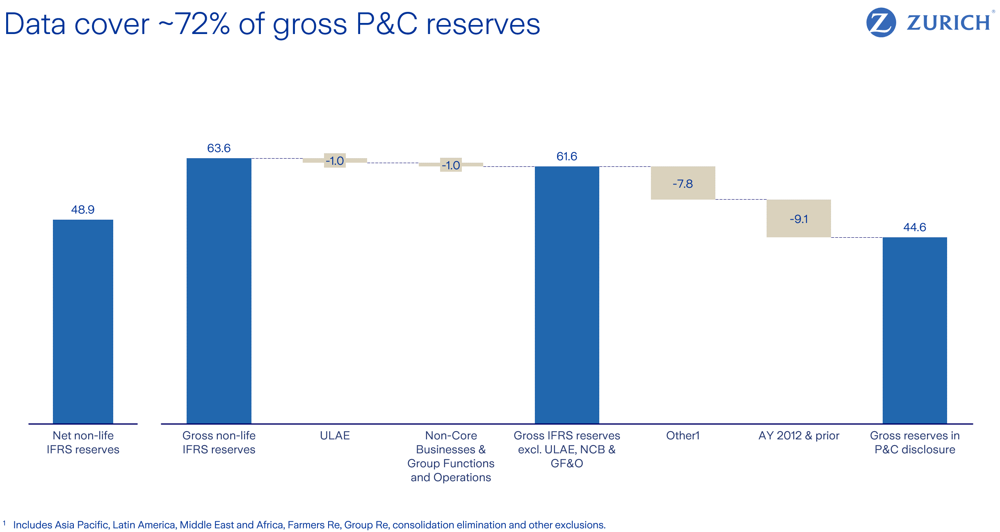 Data cover ~72% of gross P&C reserves
Z ZURICH®
63.6
-1.0
-1.0
61.6
-7.8
48.9
-9.1
44.6
Net non-life
IFRS reserves
Gross non-life
IFRS reserves
ULAE
Non-Core
Businesses &
Group Functions
and Operations
Gross IFRS reserves
excl. ULAE, NCB &
GF&O
Other1
AY 2012 & prior
Gross reserves in
P&C disclosure
1 Includes Asia Pacific, Latin America, Middle East and Africa, Farmers Re, Group Re, consolidation elimination and other exclusions.